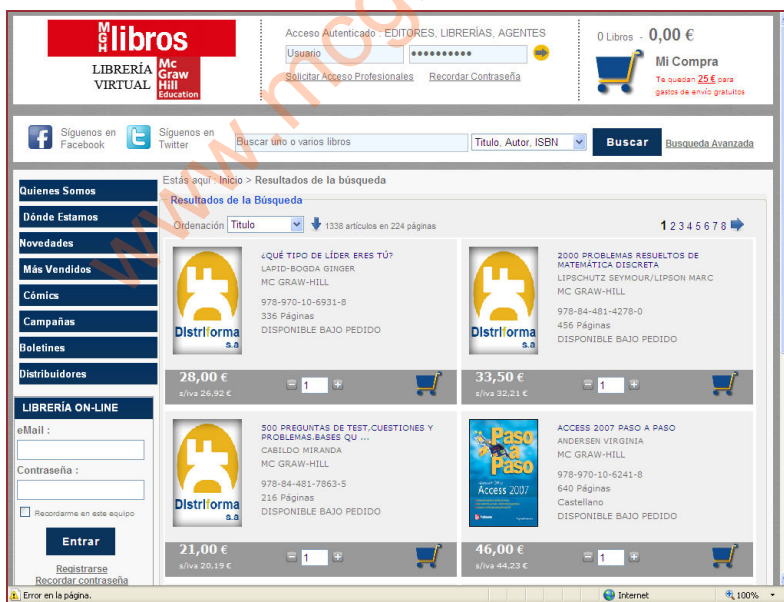 MGH libros
LIBRERÍA
VIRTUAL
Mc
Graw
Hill
Education
Acceso Autenticado : EDITORES, LIBRERÍAS, AGENTES
Usuario
Solicitar Acceso Profesionales Recordar Contraseña
0 Libros - 0,00 €
Mi Compra
Te quedan 25 € para
gastos de envío gratuitos
Síguenos en
Facebook
Síguenos en
Twitter
Buscar uno o varios libros
Titulo, Autor, ISBN
Buscar
Busqueda Avanzada
Quienes Somos
Dónde Estamos
Novedades
Más Vendidos
Cómics
Campañas
Boletines
Distribuidores
LIBRERÍA ON-LINE
eMail :
Contraseña :
Recordarme en este equipo
Entrar
Registrarse
Recordar contraseña
Estás aquí : Inicio > Resultados de la búsqueda
Resultados de la Búsqueda
Ordenación Titulo 1338 artículos en 224 páginas
1 2 3 4 5 6 7 8
DF
Distriforma
s.a
¿QUÉ TIPO DE LÍDER ERES TÚ?
LAPID-BOGDA GINGER
MC GRAW-HILL
978-970-10-6931-8
336 Páginas
DISPONIBLE BAJO PEDIDO
28,00 €
s/iva 26,92 €
1
DF
Distriforma
s.a
2000 PROBLEMAS RESUELTOS DE
MATEMÁTICA DISCRETA
LIPSCHUTZ SEYMOUR/LIPSON MARC
MC GRAW-HILL
978-84-481-4278-0
456 Páginas
DISPONIBLE BAJO PEDIDO
33,50 €
s/iva 32,21 €
1
DF
Distriforma
s.a
500 PREGUNTAS DE TEST,CUESTIONES Y
PROBLEMAS.BASES QU ...
CABILDO MIRANDA
MC GRAW-HILL
978-84-481-7863-5
216 Páginas
DISPONIBLE BAJO PEDIDO
21,00 €
s/iva 20,19 €
1
Paso
a
Paso
Access 2007
ACCESS 2007 PASO A PASO
ANDERSEN VIRGINIA
MC GRAW-HILL
978-970-10-6241-8
640 Páginas
Castellano
DISPONIBLE BAJO PEDIDO
46,00 €
s/iva 44,23 €
1
Error en la página.
Internet
100%
www.mcg